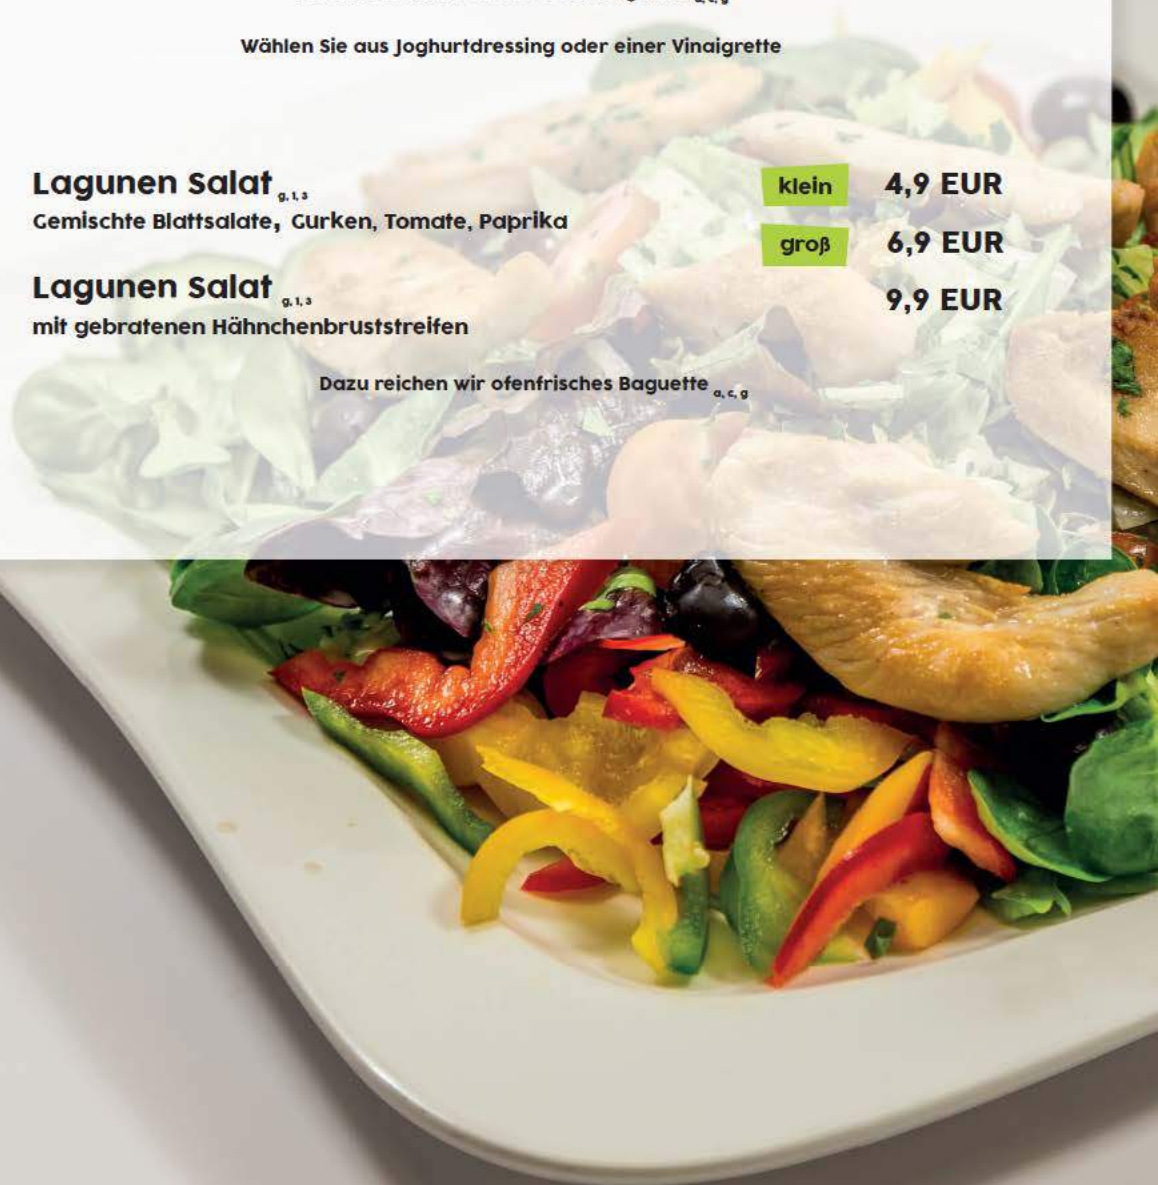 Wählen Sie aus Joghurtdressing oder einer Vinaigrette
Lagunen Salat g, 1, 3 klein 4,9 EUR
Gemischte Blattsalate, Gurken, Tomate, Paprika
groß 6,9 EUR
Lagunen Salat g, 1, 3 9,9 EUR
mit gebratenen Hähnchenbruststreifen
Dazu reichen wir ofenfrisches Baguette a, c, g